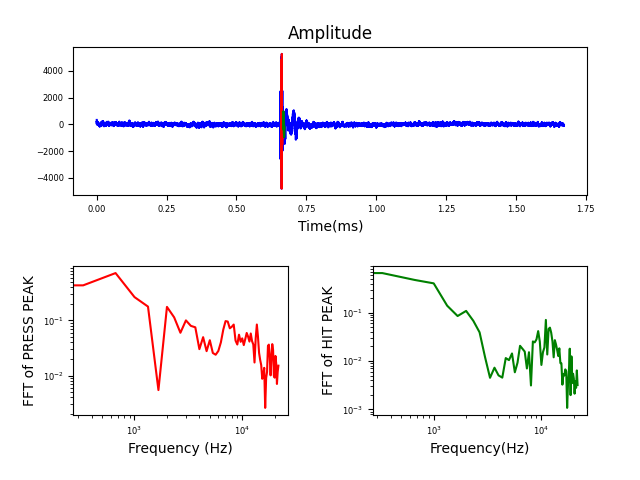 Amplitude
4000
2000
0
−2000
−4000
0.00 0.25 0.50 0.75 1.00 1.25 1.50 1.75
Time(ms)
FFT of PRESS PEAK
10⁻¹
10⁻²
10³ 10⁴
Frequency (Hz)
FFT of HIT PEAK
10⁻¹
10⁻²
10⁻³
10³ 10⁴
Frequency(Hz)